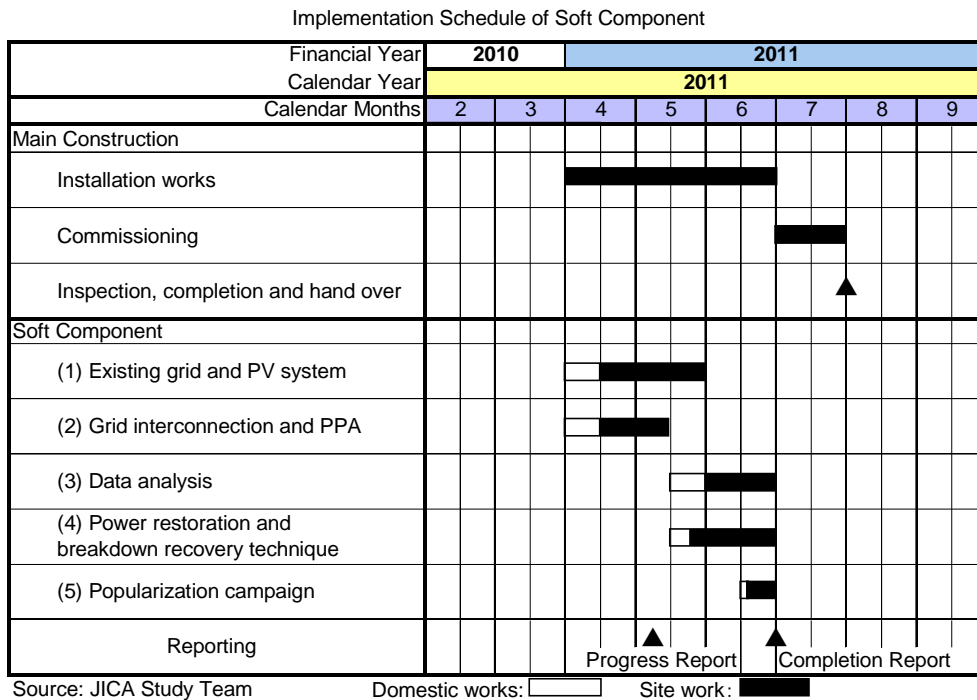 Implementation Schedule of Soft Component
Financial Year 2010 2011
Calendar Year 2011
Calendar Months 2 3 4 5 6 7 8 9
Main Construction
Installation works
Commissioning
Inspection, completion and hand over
Soft Component
(1) Existing grid and PV system
(2) Grid interconnection and PPA
(3) Data analysis
(4) Power restoration and
breakdown recovery technique
(5) Popularization campaign
Reporting
Progress Report Completion Report
Source: JICA Study Team Domestic works: Site work: